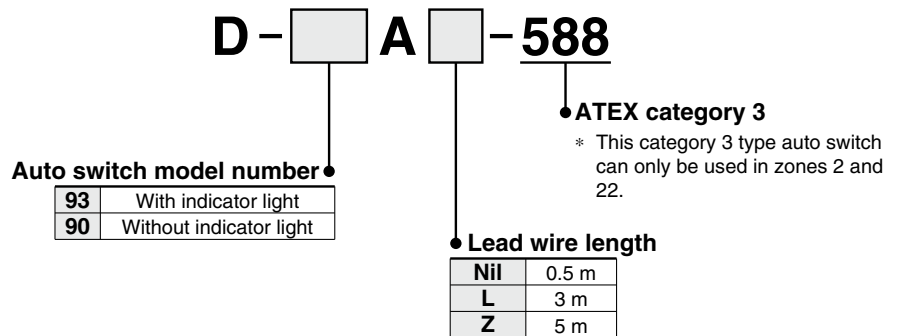 D - A - 588
ATEX category 3
* This category 3 type auto switch
can only be used in zones 2 and
22.
Auto switch model number
93 With indicator light
90 Without indicator light
Lead wire length
Nil 0.5 m
L 3 m
Z 5 m